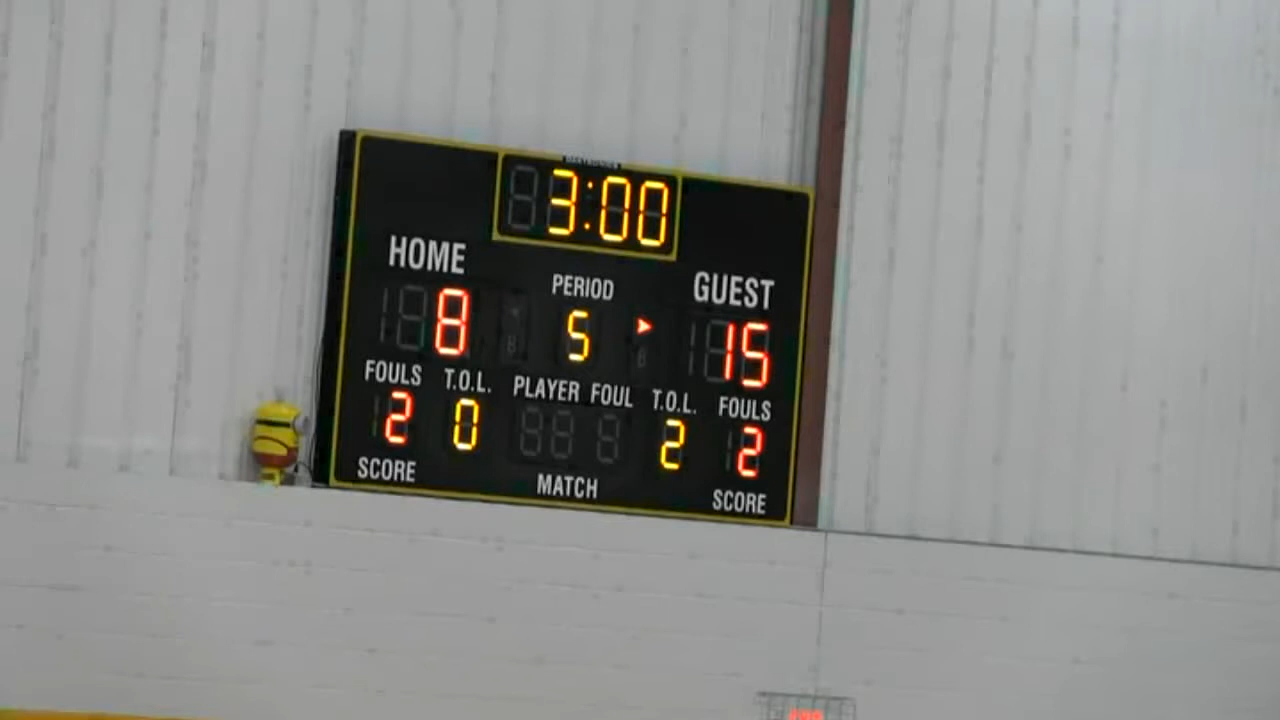 3:00
HOME
PERIOD
GUEST
8
5
15
FOULS T.O.L. PLAYER FOUL T.O.L. FOULS
2 0 2 2
SCORE MATCH SCORE